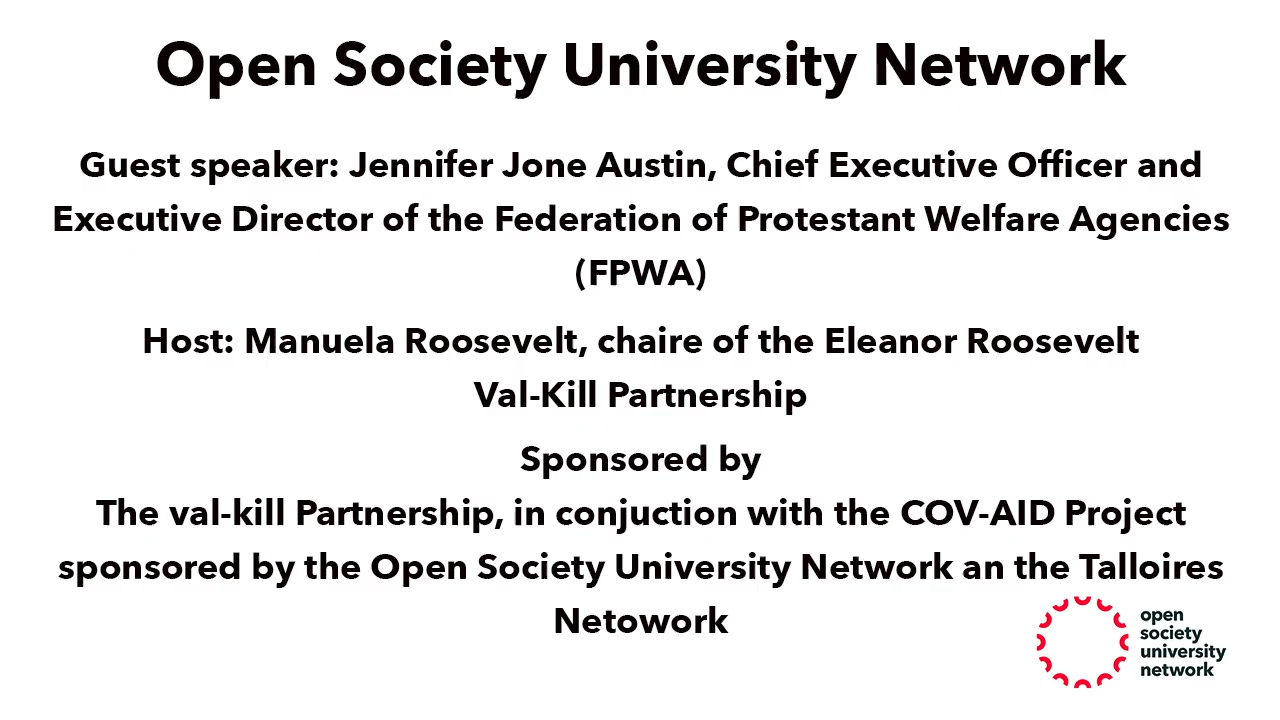 Open Society University Network
Guest speaker: Jennifer Jone Austin, Chief Executive Officer and
Executive Director of the Federation of Protestant Welfare Agencies
(FPWA)
Host: Manuela Roosevelt, chaire of the Eleanor Roosevelt
Val-Kill Partnership
Sponsored by
The val-kill Partnership, in conjuction with the COV-AID Project
sponsored by the Open Society University Network an the Talloires
Netowork
open
society
university
network